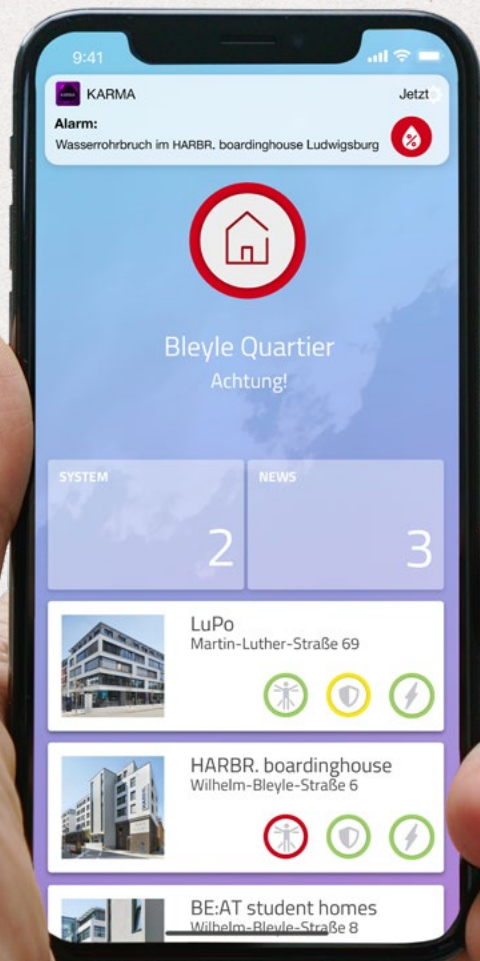 9:41
KARMA
Jetzt
Alarm:
Wasserrohrbruch im HARBR. boardinghouse Ludwigsburg
Bleyle Quartier
Achtung!
SYSTEM
NEWS
2
3
LuPo
Martin-Luther-Straße 69
HARBR. boardinghouse
Wilhelm-Bleyle-Straße 6
BE:AT student homes
Wilhelm-Bleyle-Straße 8